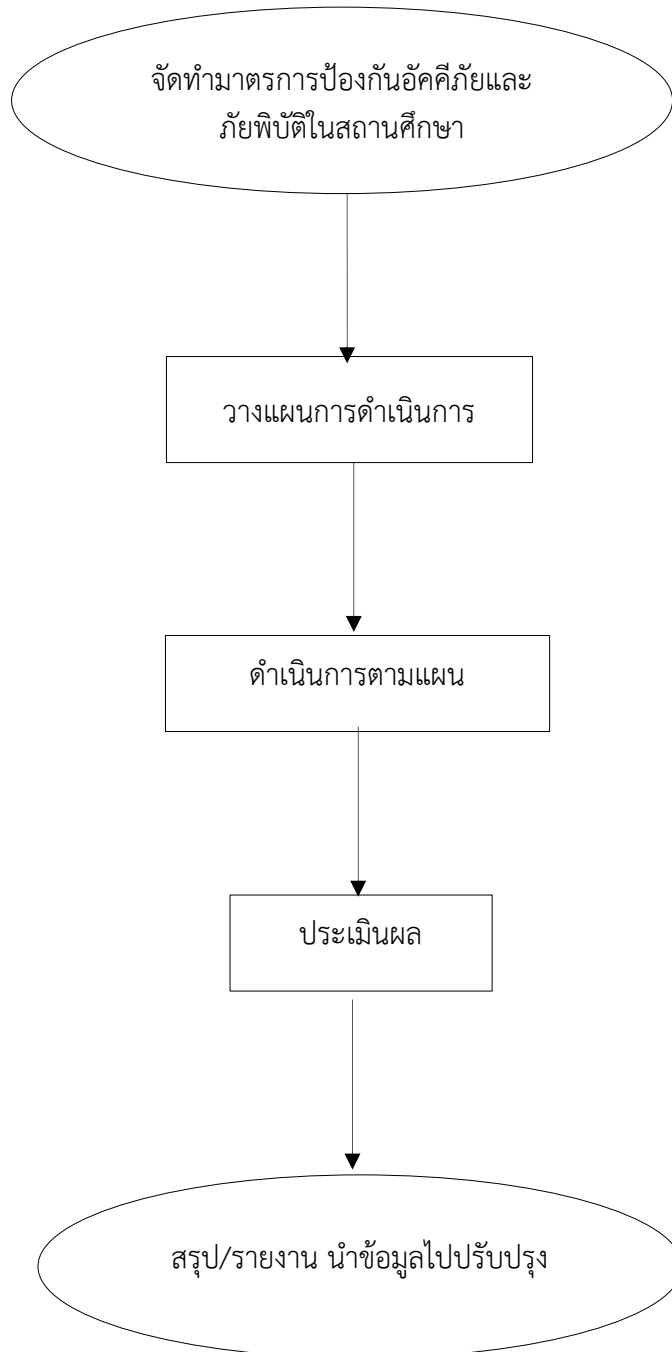 จัดทำมาตรการป้องกันอัคคีภัยและ
ภัยพิบัติในสถานศึกษา
วางแผนการดำเนินการ
ดำเนินการตามแผน
ประเมินผล
สรุป/รายงาน นำข้อมูลไปปรับปรุง